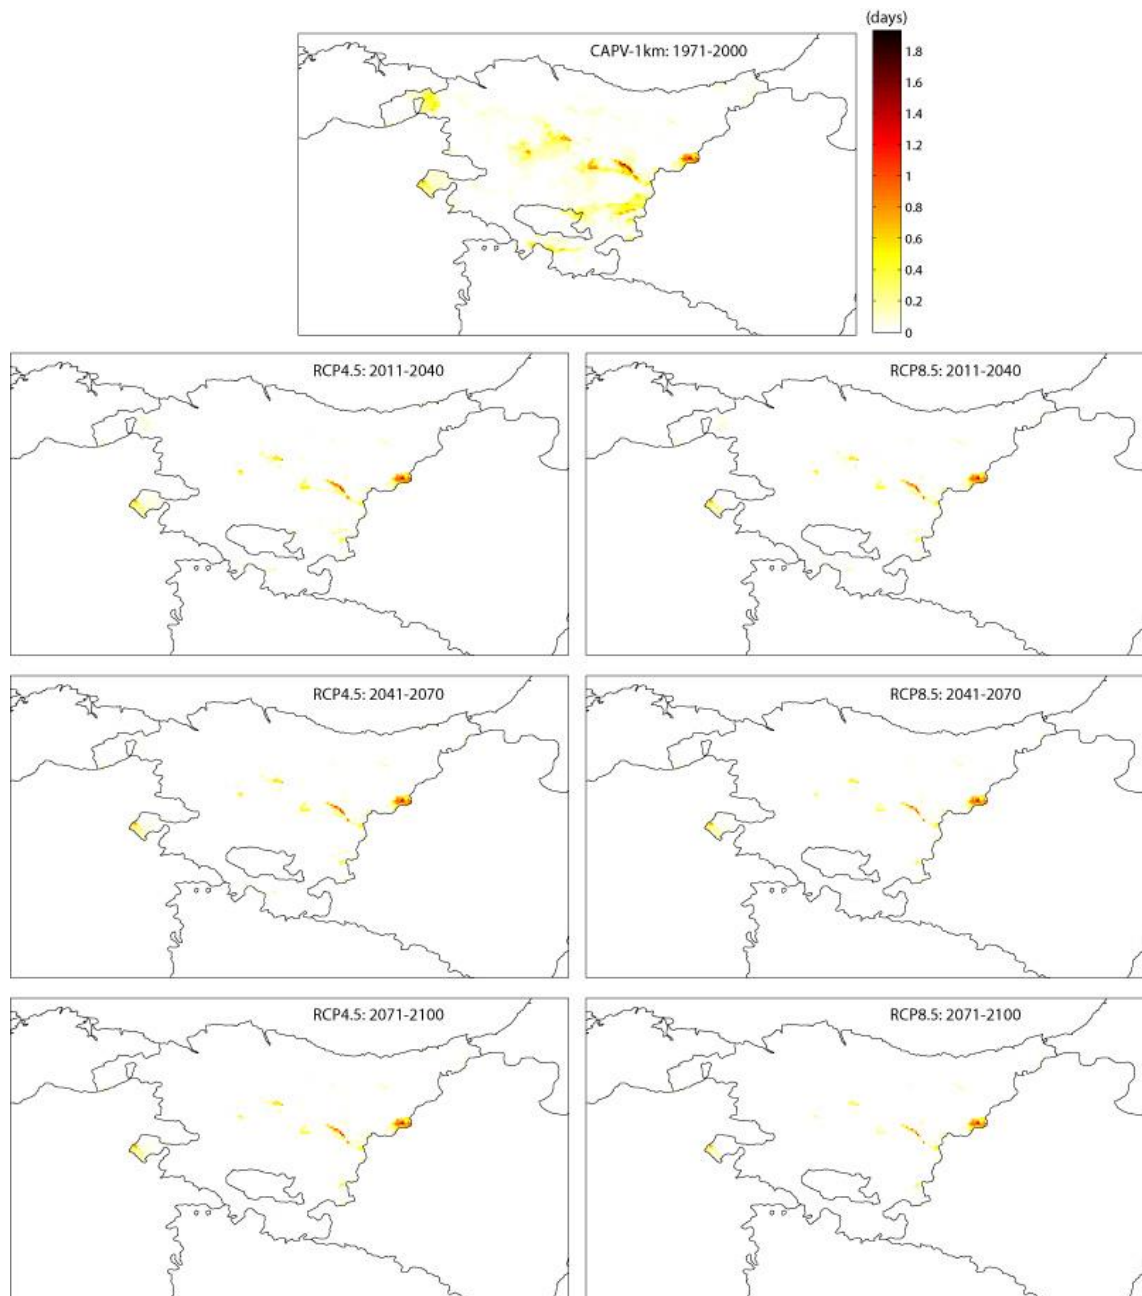 (days)
CAPV-1km: 1971-2000
1.8
1.6
1.4
1.2
1
0.8
0.6
0.4
0.2
0
RCP4.5: 2011-2040
RCP8.5: 2011-2040
RCP4.5: 2041-2070
RCP8.5: 2041-2070
RCP4.5: 2071-2100
RCP8.5: 2071-2100